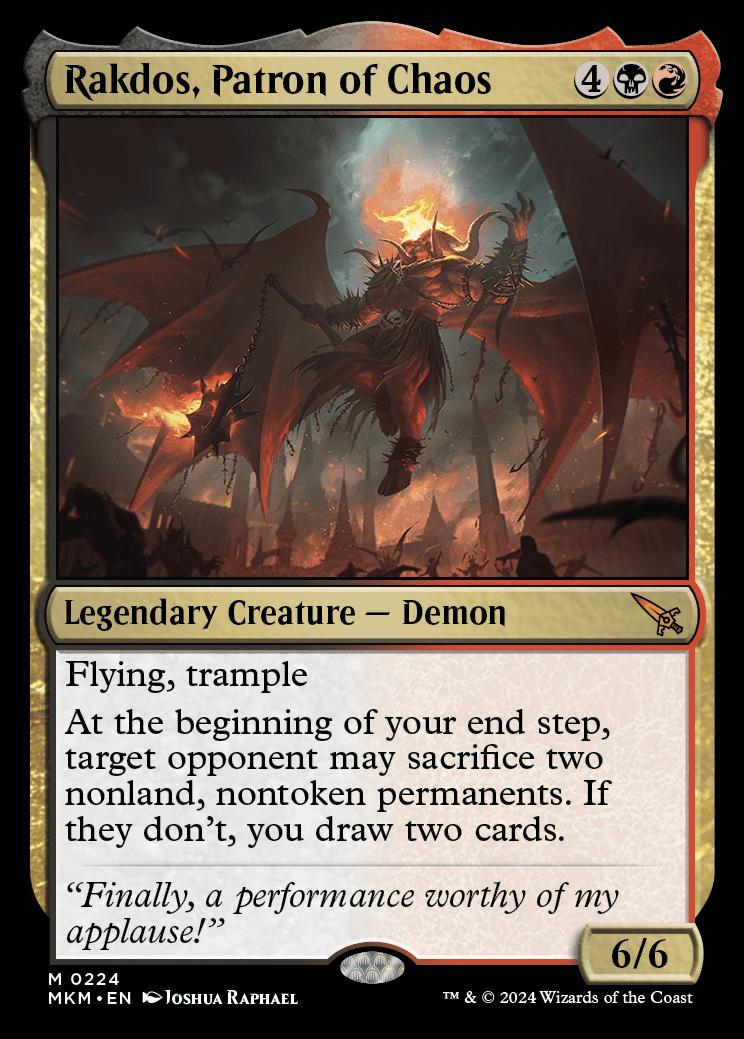 Rakdos, Patron of Chaos 4
Legendary Creature — Demon
Flying, trample
At the beginning of your end step,
target opponent may sacrifice two
nonland, nontoken permanents. If
they don't, you draw two cards.
“Finally, a performance worthy of my
applause!”
6/6
M 0224
MKM • EN Joshua Raphael
™ & © 2024 Wizards of the Coast